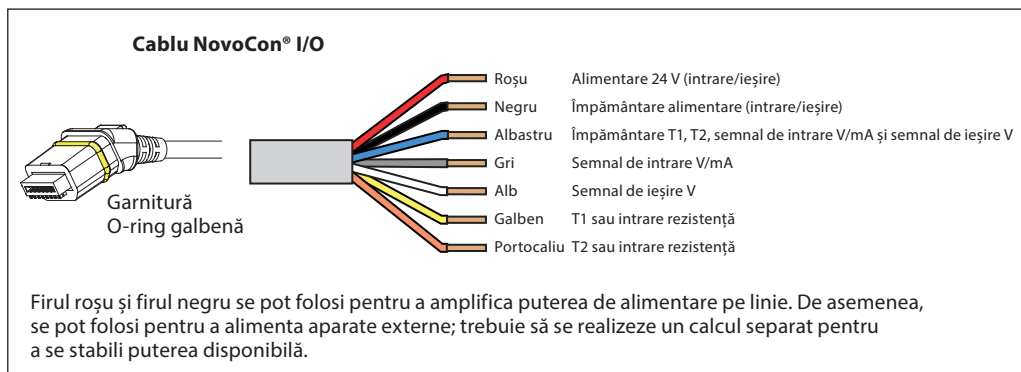 Cablu NovoCon® I/O
Roșu Alimentare 24 V (intrare/ieșire)
Negru Împământare alimentare (intrare/ieșire)
Albastru Împământare T1, T2, semnal de intrare V/mA și semnal de ieșire V
Gri Semnal de intrare V/mA
Alb Semnal de ieșire V
Galben T1 sau intrare rezistență
Portocaliu T2 sau intrare rezistență
Garnitură
O-ring galbenă
Firul roșu și firul negru se pot folosi pentru a amplifica puterea de alimentare pe linie. De asemenea,
se pot folosi pentru a alimenta aparate externe; trebuie să se realizeze un calcul separat pentru
a se stabili puterea disponibilă.